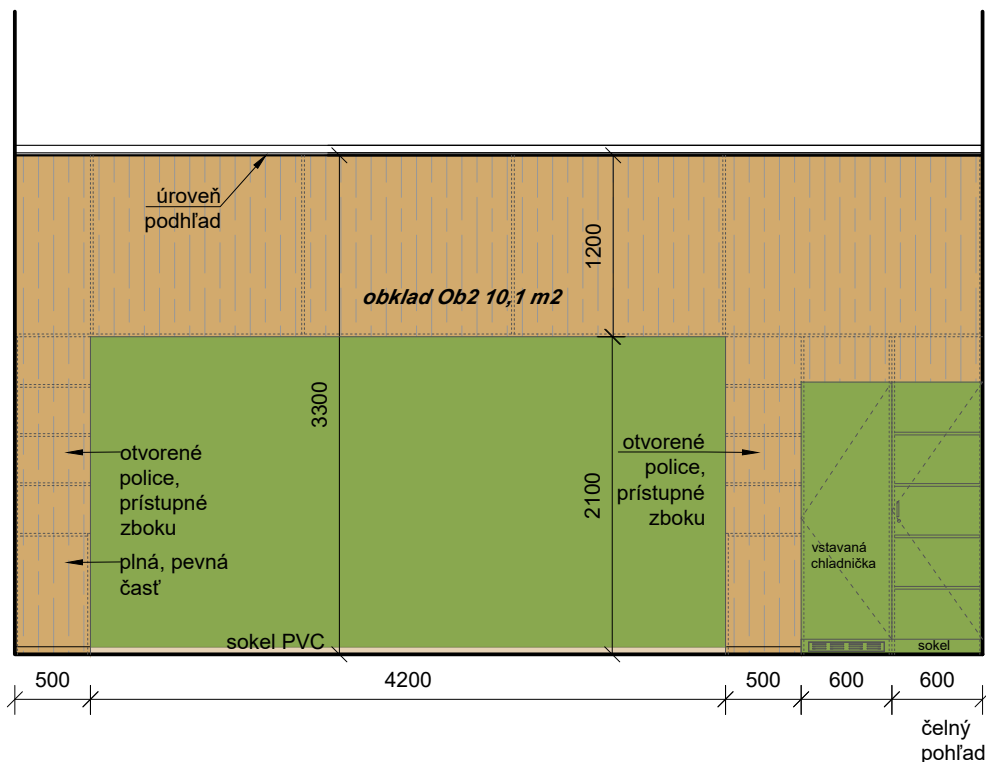 úroveň
podhľad
1200
obklad Ob2 10,1 m2
3300
otvorené
police,
prístupné
zboku
otvorené
police,
prístupné
zboku
2100
vstavaná
chladnička
plná, pevná
časť
sokel PVC
sokel
500
4200
500
600
600
čelný
pohľad